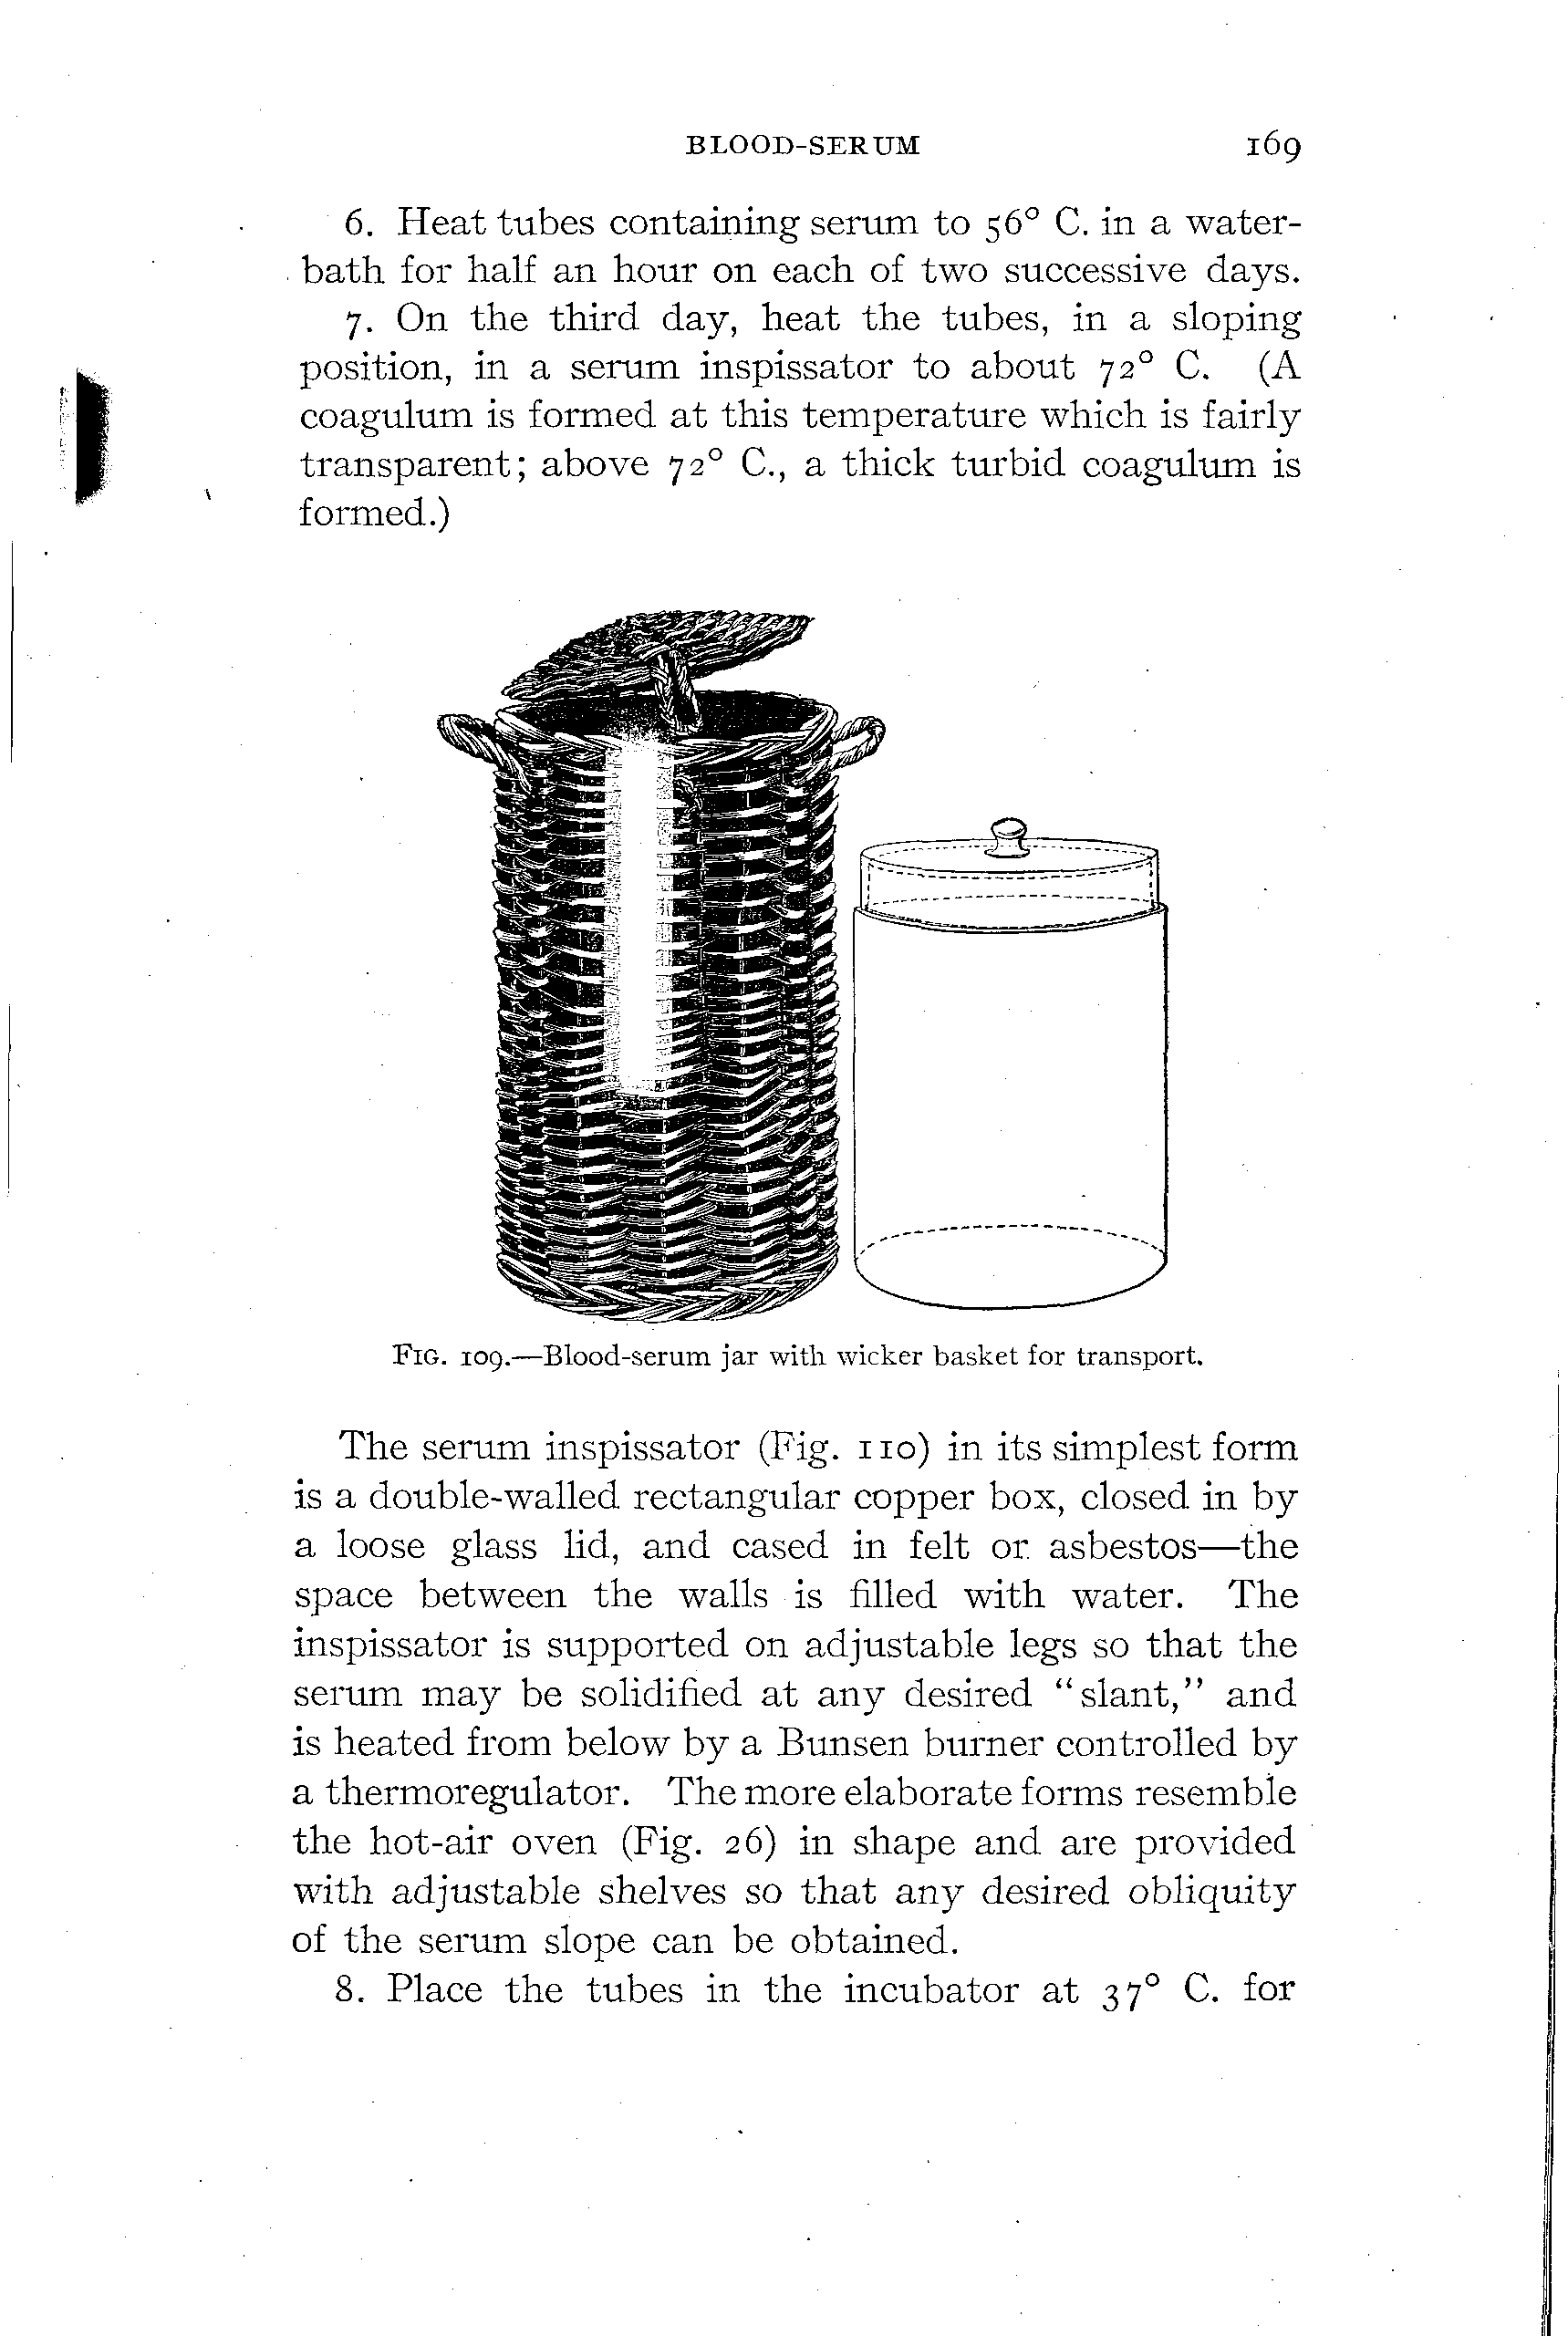 BLOOD-SERUM 169
6. Heat tubes containing serum to 56° C. in a water-
bath for half an hour on each of two successive days.
7. On the third day, heat the tubes, in a sloping
position, in a serum inspissator to about 72° C. (A
coagulum is formed at this temperature which is fairly
transparent; above 72° C., a thick turbid coagulum is
formed.)
FIG. 109.—Blood-serum jar with wicker basket for transport.
The serum inspissator (Fig. 110) in its simplest form
is a double-walled rectangular copper box, closed in by
a loose glass lid, and cased in felt or asbestos—the
space between the walls is filled with water. The
inspissator is supported on adjustable legs so that the
serum may be solidified at any desired “slant,” and
is heated from below by a Bunsen burner controlled by
a thermoregulator. The more elaborate forms resemble
the hot-air oven (Fig. 26) in shape and are provided
with adjustable shelves so that any desired obliquity
of the serum slope can be obtained.
8. Place the tubes in the incubator at 37° C. for